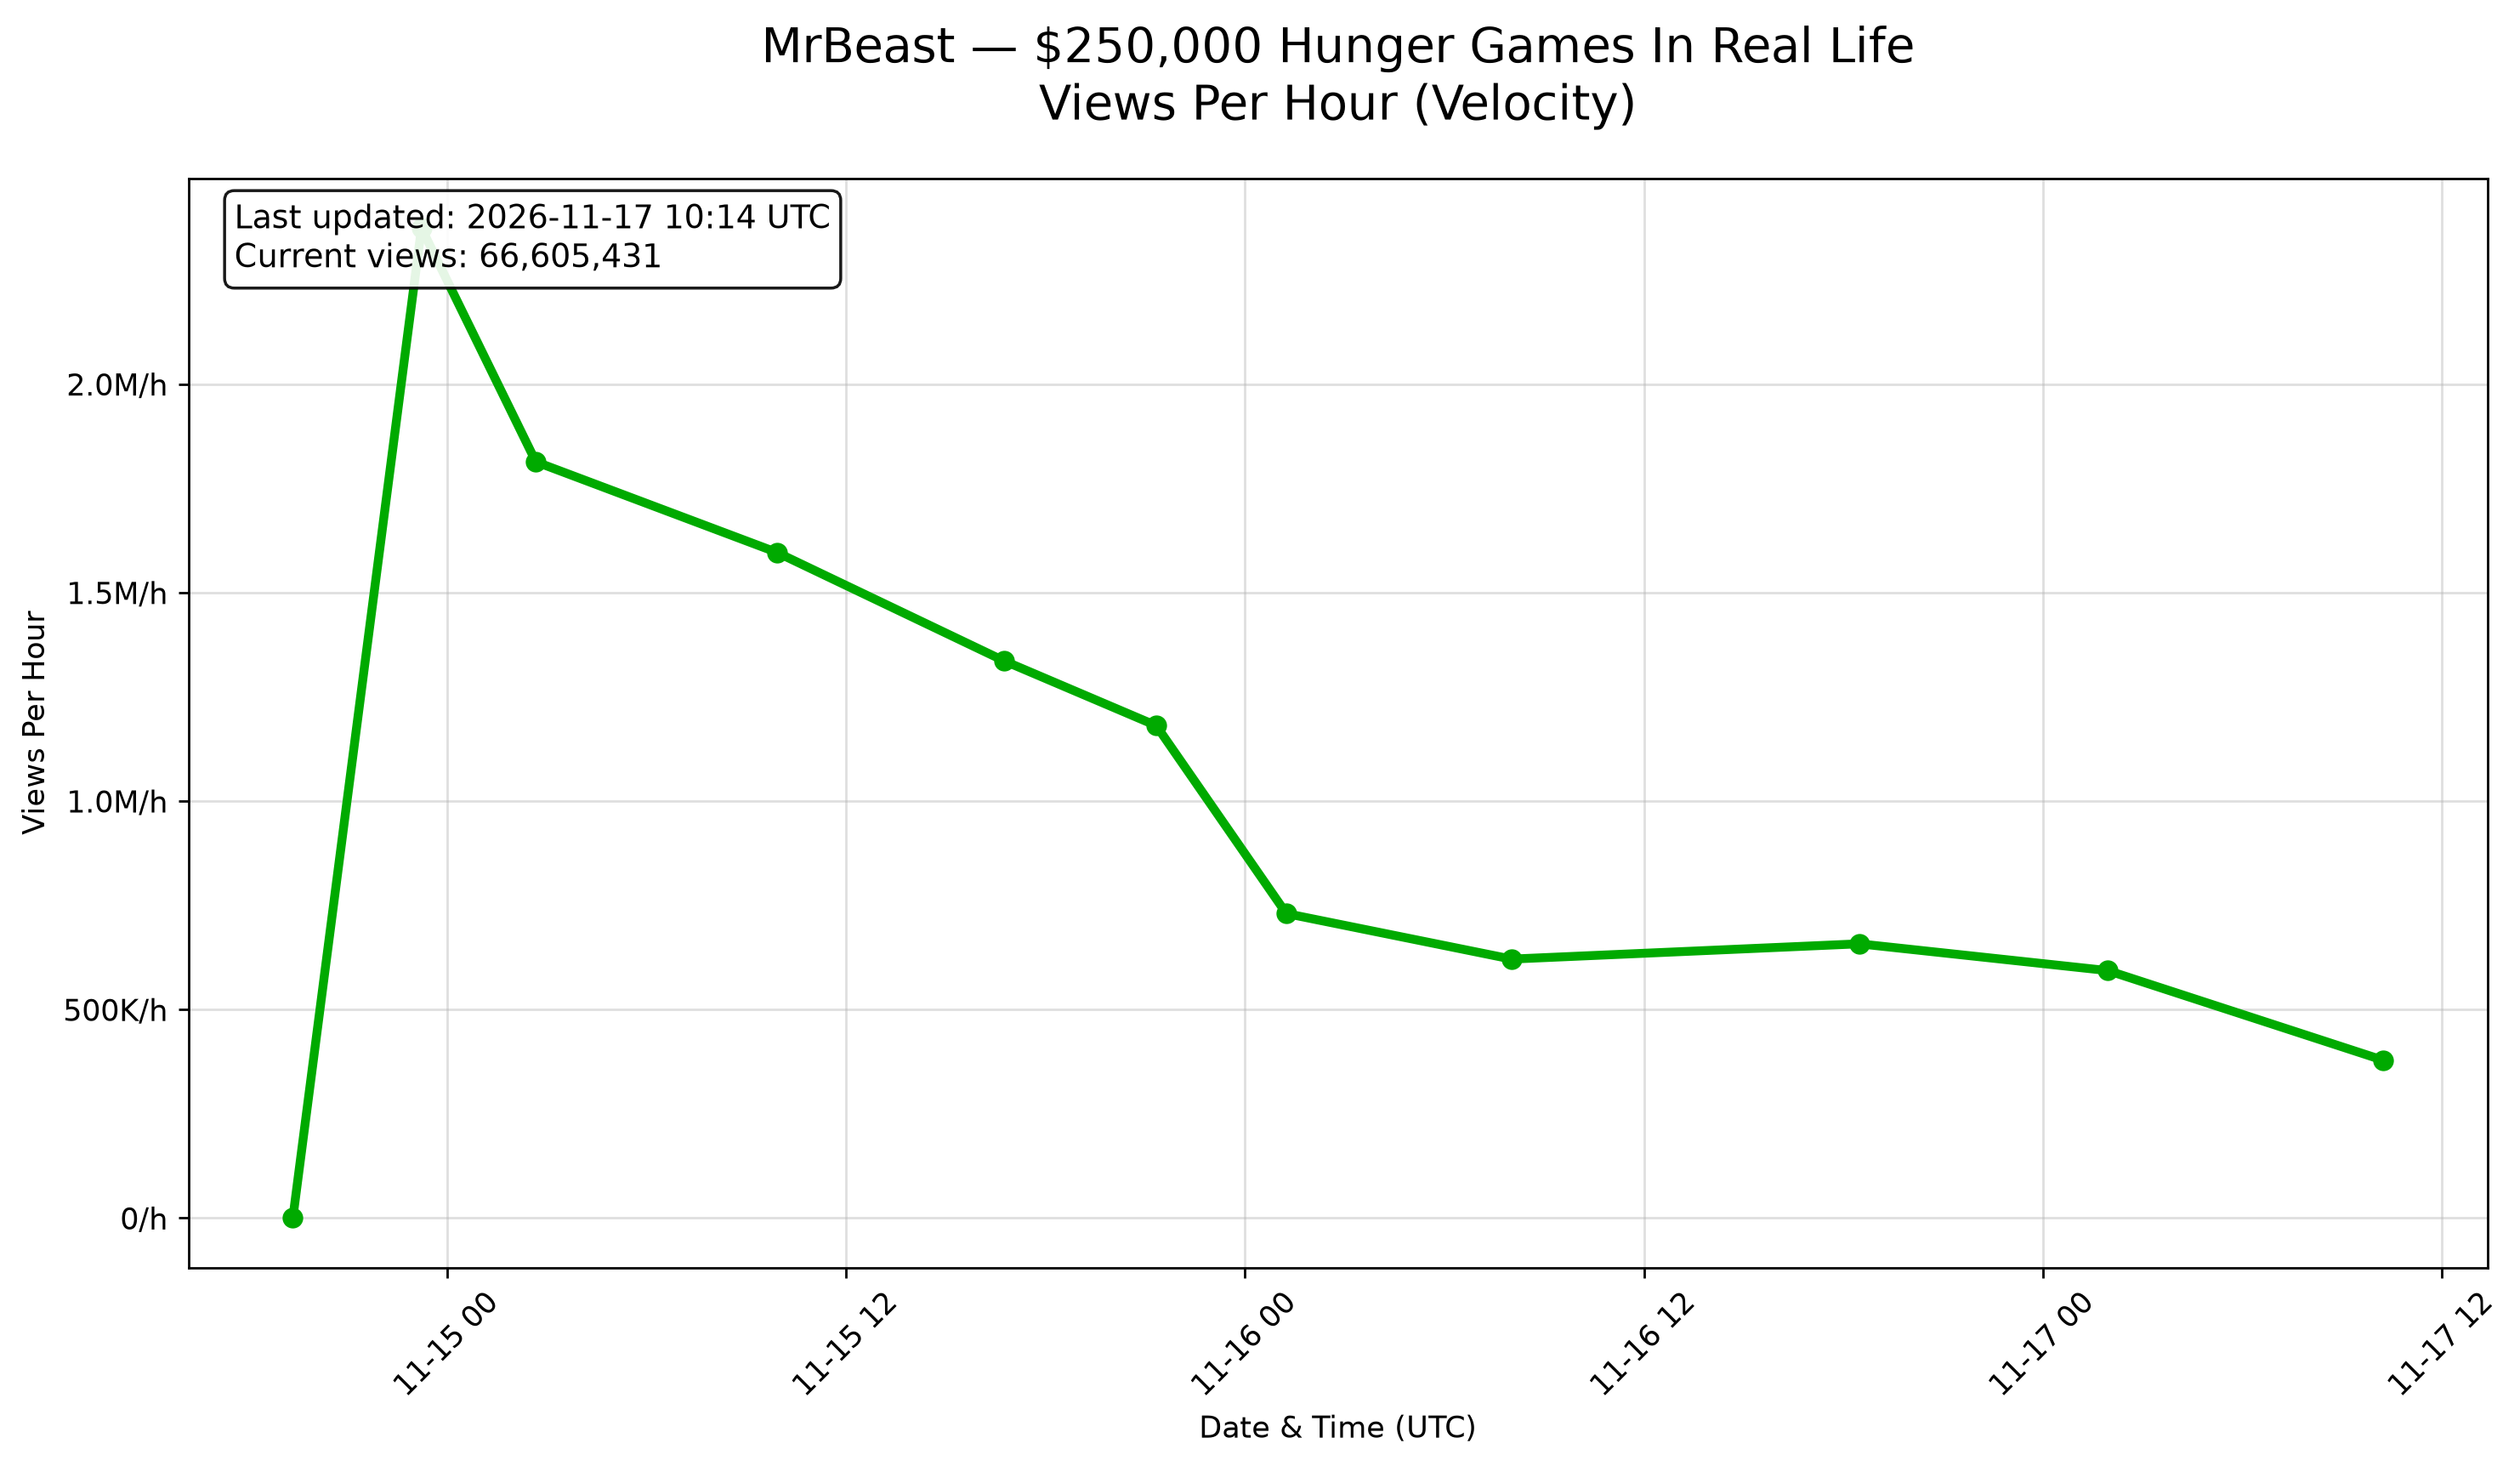 MrBeast — $250,000 Hunger Games In Real Life
Views Per Hour (Velocity)
Last updated: 2026-11-17 10:14 UTC
Current views: 66,605,431
2.0M/h
1.5M/h
1.0M/h
500K/h
0/h
Views Per Hour
11-15 00
11-15 12
11-16 00
11-16 12
11-17 00
11-17 12
Date & Time (UTC)